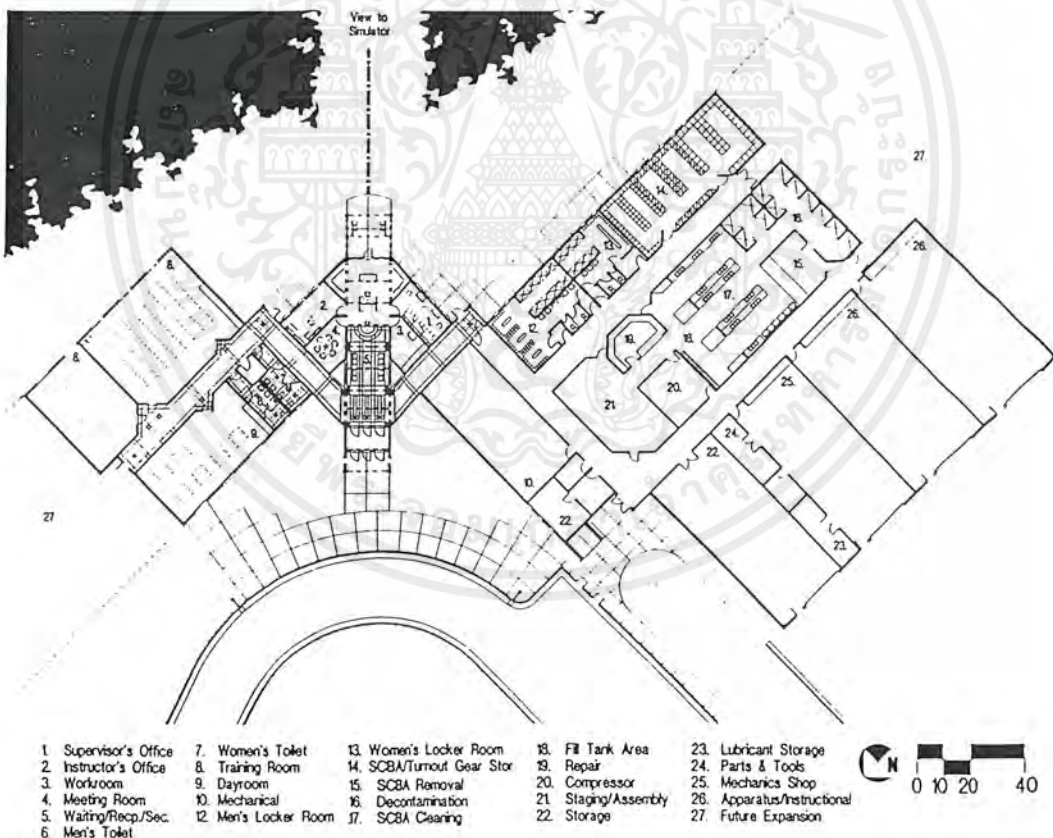 View to
Simulator
27
8.
26.
14.
16.
15.
13.
17.
2.
3.
12.
19.
18.
26.
8.
5.
20.
25.
21.
9.
24.
22.
10.
27
22.
23.
1. Supervisor's Office
2. Instructor's Office
3. Workroom
4. Meeting Room
5. Waiting/Recp./Sec.
6. Men's Toilet
7. Women's Toilet
8. Training Room
9. Dayroom
10. Mechanical
12. Men's Locker Room
13. Women's Locker Room
14. SCBA/Turnout Gear Stor
15. SCBA Removal
16. Decontamination
17. SCBA Cleaning
18. Fill Tank Area
19. Repair
20. Compressor
21. Staging/Assembly
22. Storage
23. Lubricant Storage
24. Parts & Tools
25. Mechanics Shop
26. Apparatus/Instructional
27. Future Expansion
N
0 10 20 40